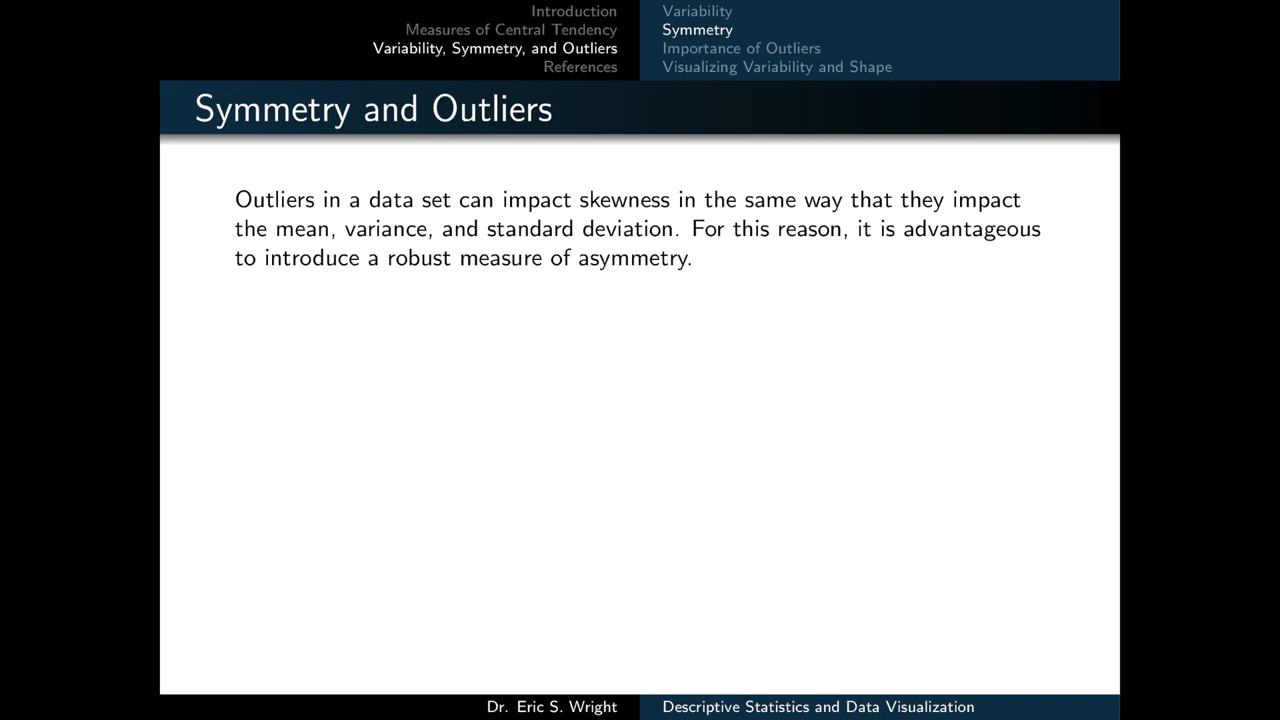 Introduction
Measures of Central Tendency
Variability, Symmetry, and Outliers
References
Variability
Symmetry
Importance of Outliers
Visualizing Variability and Shape
Symmetry and Outliers
Outliers in a data set can impact skewness in the same way that they impact
the mean, variance, and standard deviation. For this reason, it is advantageous
to introduce a robust measure of asymmetry.
Dr. Eric S. Wright
Descriptive Statistics and Data Visualization